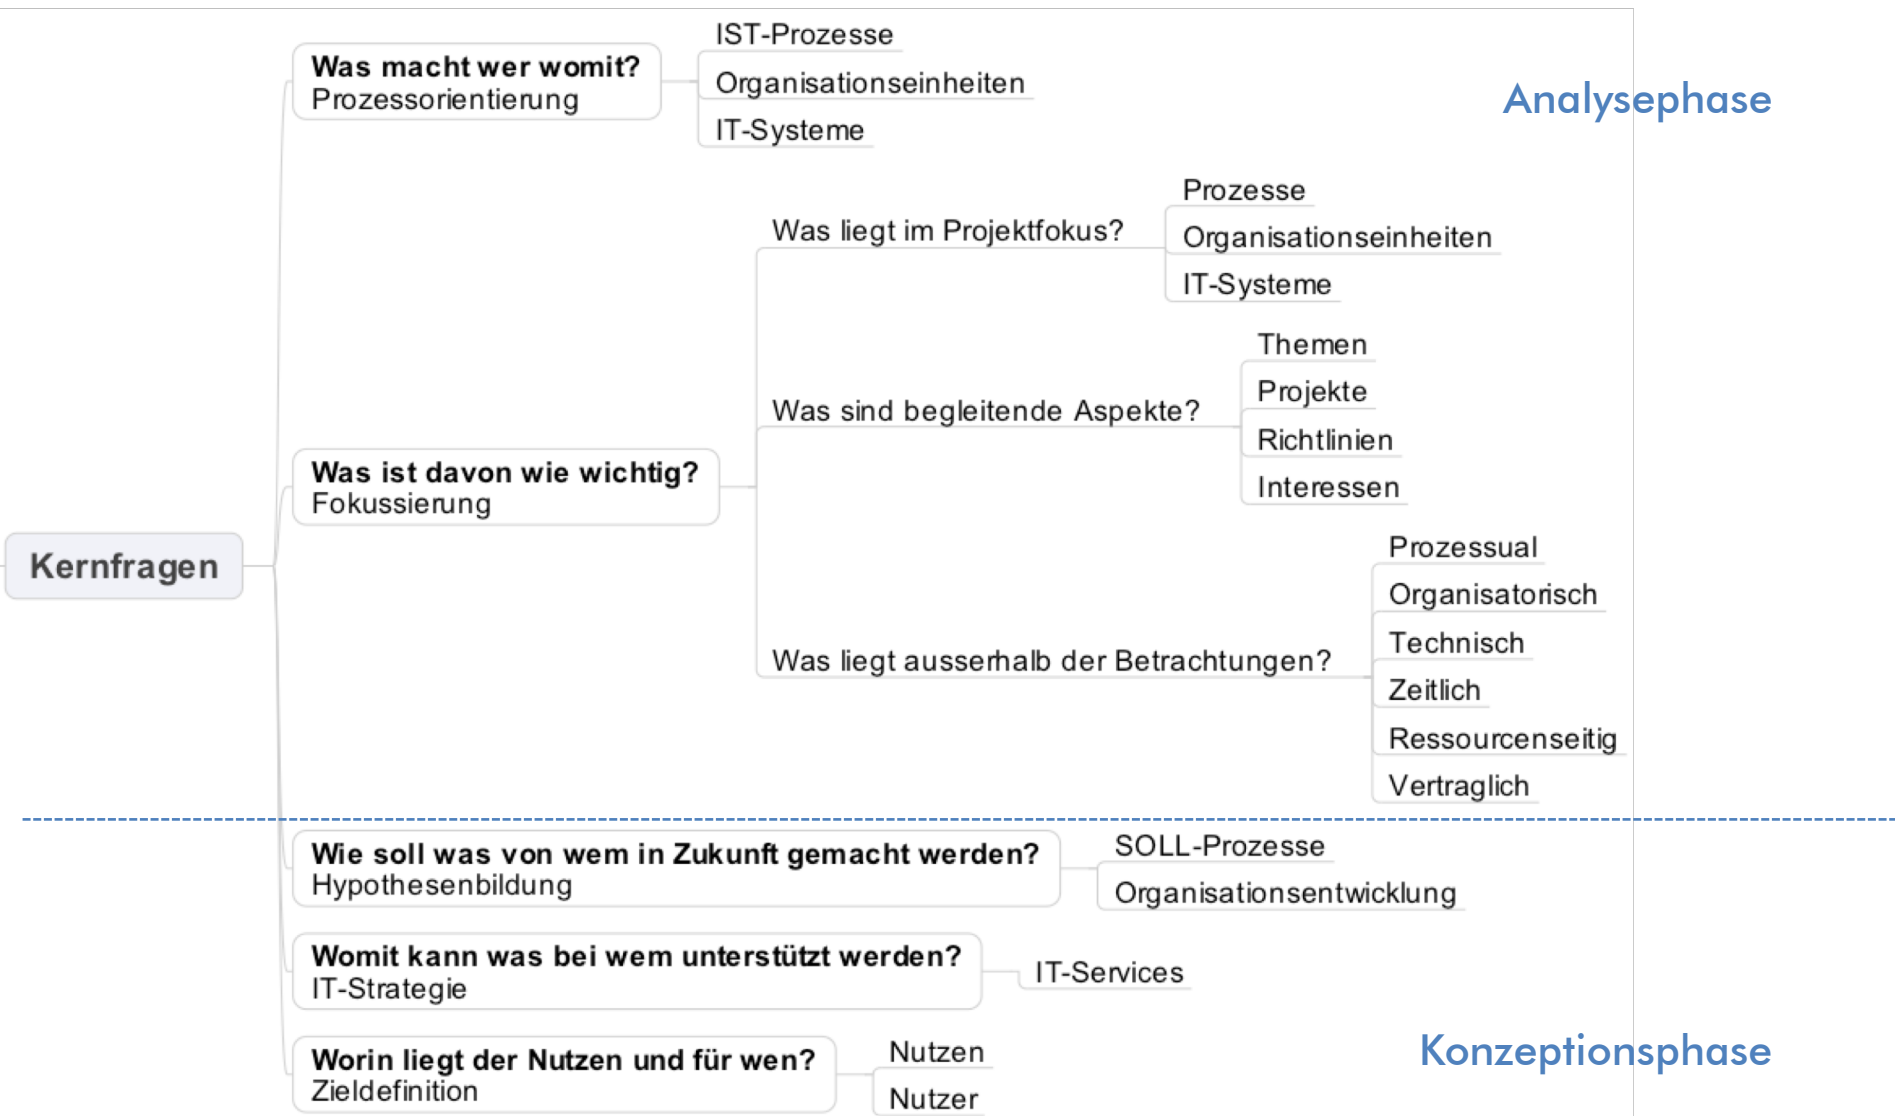 Kernfragen
Was macht wer womit?
Prozessorientierung
IST-Prozesse
Organisationseinheiten
IT-Systeme
Analysephase
Was ist davon wie wichtig?
Fokussierung
Was liegt im Projektfokus?
Prozesse
Organisationseinheiten
IT-Systeme
Was sind begleitende Aspekte?
Themen
Projekte
Richtlinien
Interessen
Was liegt ausserhalb der Betrachtungen?
Prozessual
Organisatorisch
Technisch
Zeitlich
Ressourcenseitig
Vertraglich
Wie soll was von wem in Zukunft gemacht werden?
Hypothesenbildung
SOLL-Prozesse
Organisationsentwicklung
Womit kann was bei wem unterstützt werden?
IT-Strategie
IT-Services
Worin liegt der Nutzen und für wen?
Zieldefinition
Nutzen
Nutzer
Konzeptionsphase